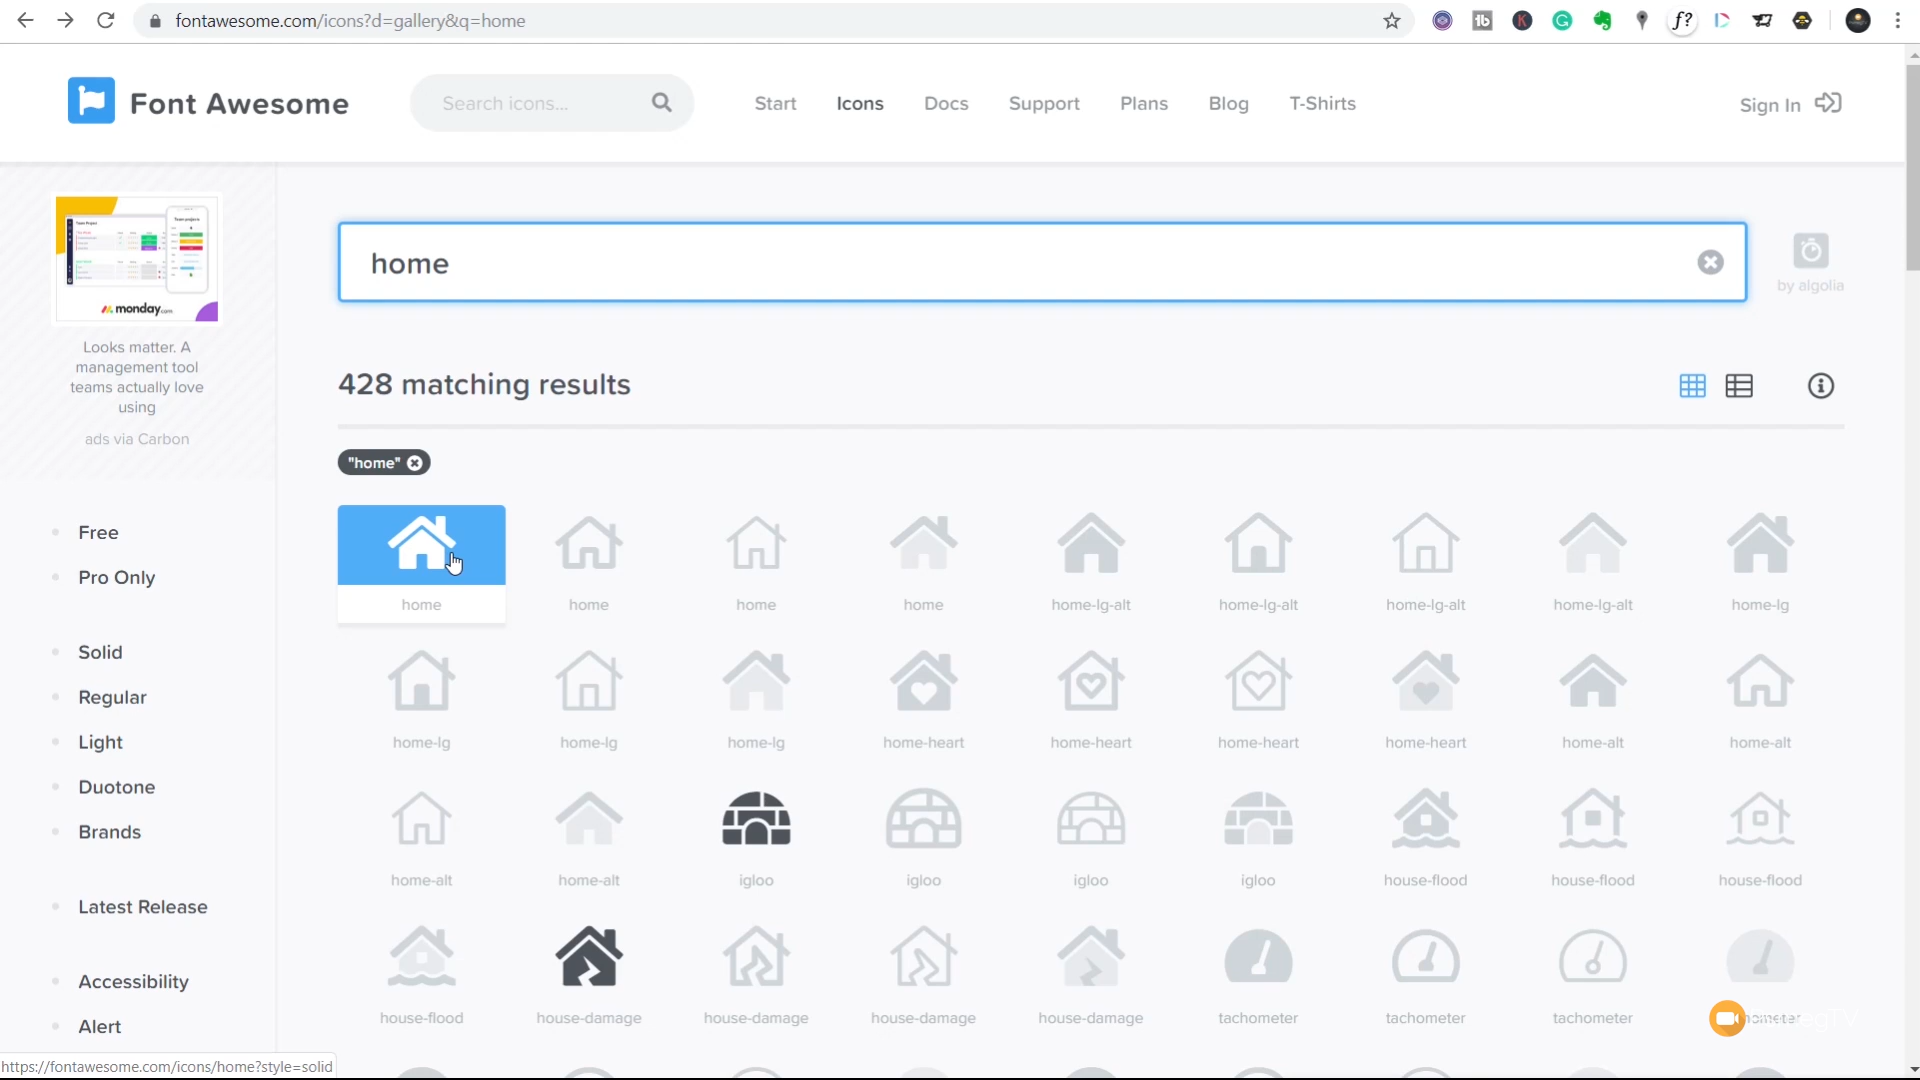 fontawesome.com/icons?d=gallery&q=home
Font Awesome
Search icons...
Start
Icons
Docs
Support
Plans
Blog
T-Shirts
Sign In
monday.com
Looks matter. A
management tool
teams actually love
using
ads via Carbon
home
by algolia
428 matching results
"home"
Free
Pro Only
Solid
Regular
Light
Duotone
Brands
Latest Release
Accessibility
Alert
home home home home home-lg-alt home-lg-alt home-lg-alt home-lg-alt home-lg
home-lg home-lg home-lg home-heart home-heart home-heart home-heart home-alt home-alt
home-alt home-alt igloo igloo igloo igloo house-flood house-flood house-flood
house-flood house-damage house-damage house-damage house-damage tachometer tachometer tachometer
https://fontawesome.com/icons/home?style=solid